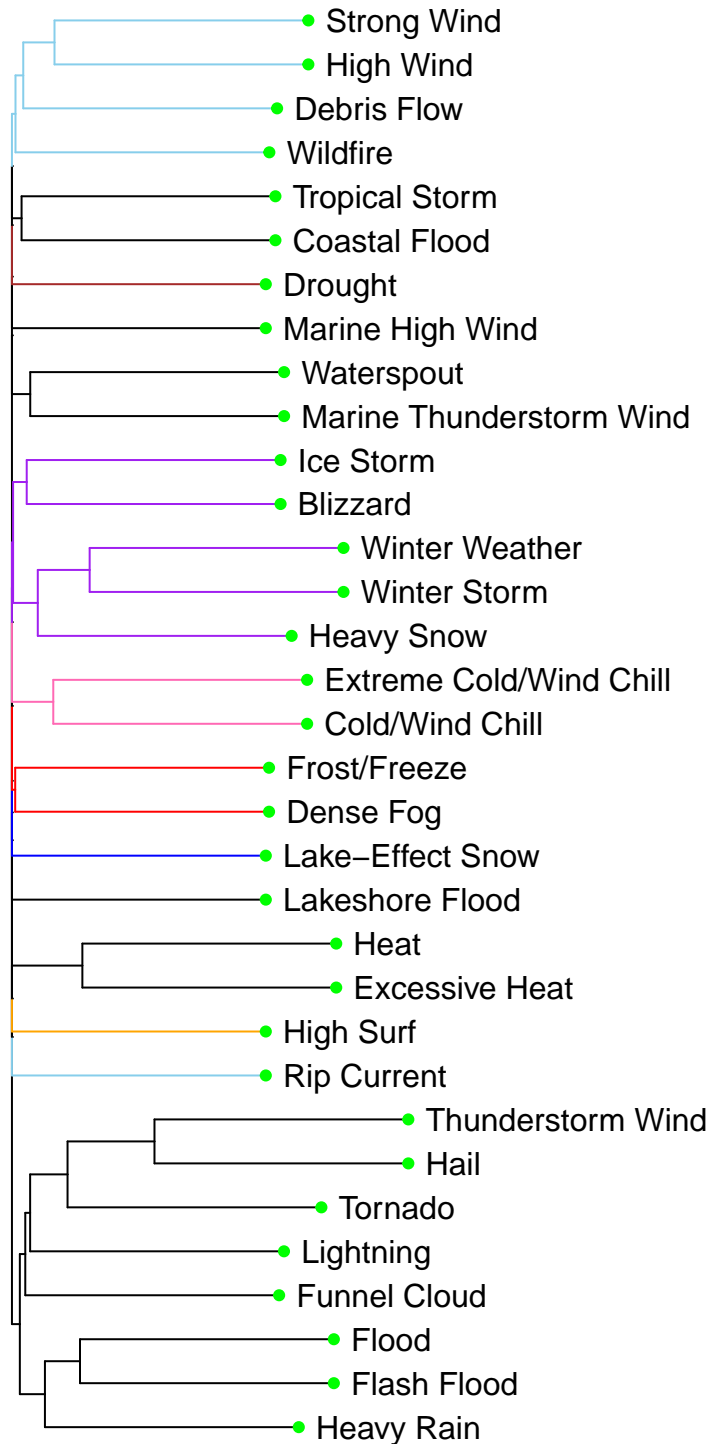 Strong Wind
High Wind
Debris Flow
Wildfire
Tropical Storm
Coastal Flood
Drought
Marine High Wind
Waterspout
Marine Thunderstorm Wind
Ice Storm
Blizzard
Winter Weather
Winter Storm
Heavy Snow
Extreme Cold/Wind Chill
Cold/Wind Chill
Frost/Freeze
Dense Fog
Lake−Effect Snow
Lakeshore Flood
Heat
Excessive Heat
High Surf
Rip Current
Thunderstorm Wind
Hail
Tornado
Lightning
Funnel Cloud
Flood
Flash Flood
Heavy Rain